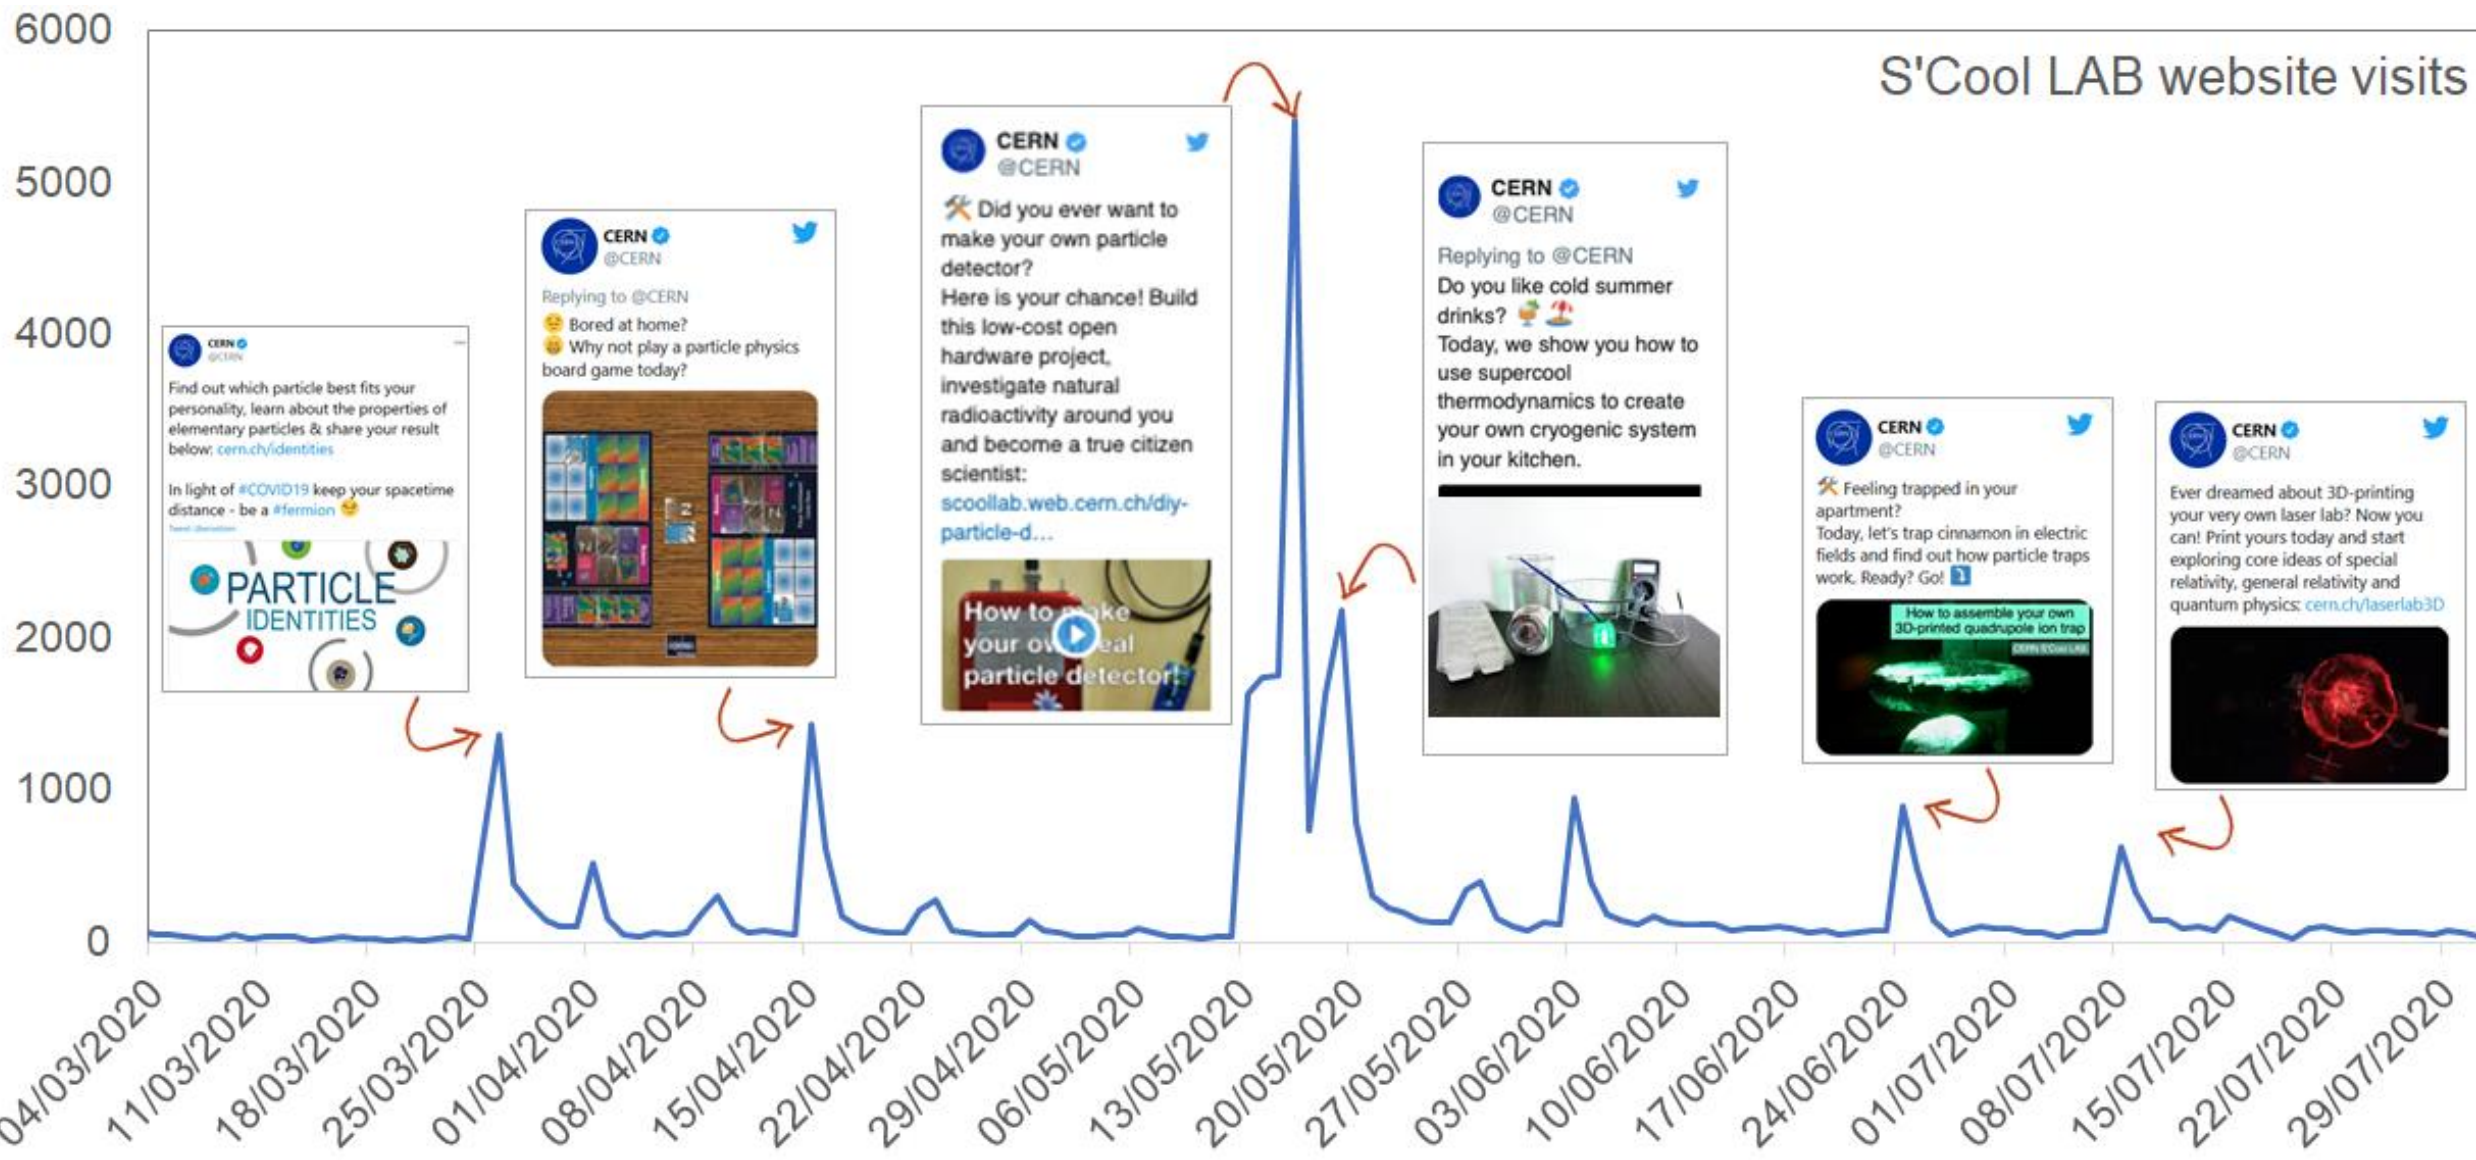 S'Cool LAB website visits
6000
5000
4000
3000
2000
1000
0
CERN
@CERN
Find out which particle best fits your
personality, learn about the properties of
elementary particles & share your result
below: cern.ch/identities
In light of #COVID19 keep your spacetime
distance - be a #fermion 😉
PARTICLE
IDENTITIES
CERN
@CERN
Replying to @CERN
Bored at home?
Why not play a particle physics
board game today?
CERN
@CERN
🛠 Did you ever want to
make your own particle
detector?
Here is your chance! Build
this low-cost open
hardware project,
investigate natural
radioactivity around you
and become a true citizen
scientist:
scoollab.web.cern.ch/diy-
particle-d...
How to make
your own real
particle detector!
CERN
@CERN
Replying to @CERN
Do you like cold summer
drinks? 🍹 🏖
Today, we show you how to
use supercool
thermodynamics to create
your own cryogenic system
in your kitchen.
CERN
@CERN
🛠 Feeling trapped in your
apartment?
Today, let's trap cinnamon in electric
fields and find out how particle traps
work. Ready? Go! ⤵
How to assemble your own
3D-printed quadrupole ion trap
CERN S'Cool LAB
CERN
@CERN
Ever dreamed about 3D-printing
your very own laser lab? Now you
can! Print yours today and start
exploring core ideas of special
relativity, general relativity and
quantum physics: cern.ch/laserlab3D
04/03/2020
11/03/2020
18/03/2020
25/03/2020
01/04/2020
08/04/2020
15/04/2020
22/04/2020
29/04/2020
06/05/2020
13/05/2020
20/05/2020
27/05/2020
03/06/2020
10/06/2020
17/06/2020
24/06/2020
01/07/2020
08/07/2020
15/07/2020
22/07/2020
29/07/2020